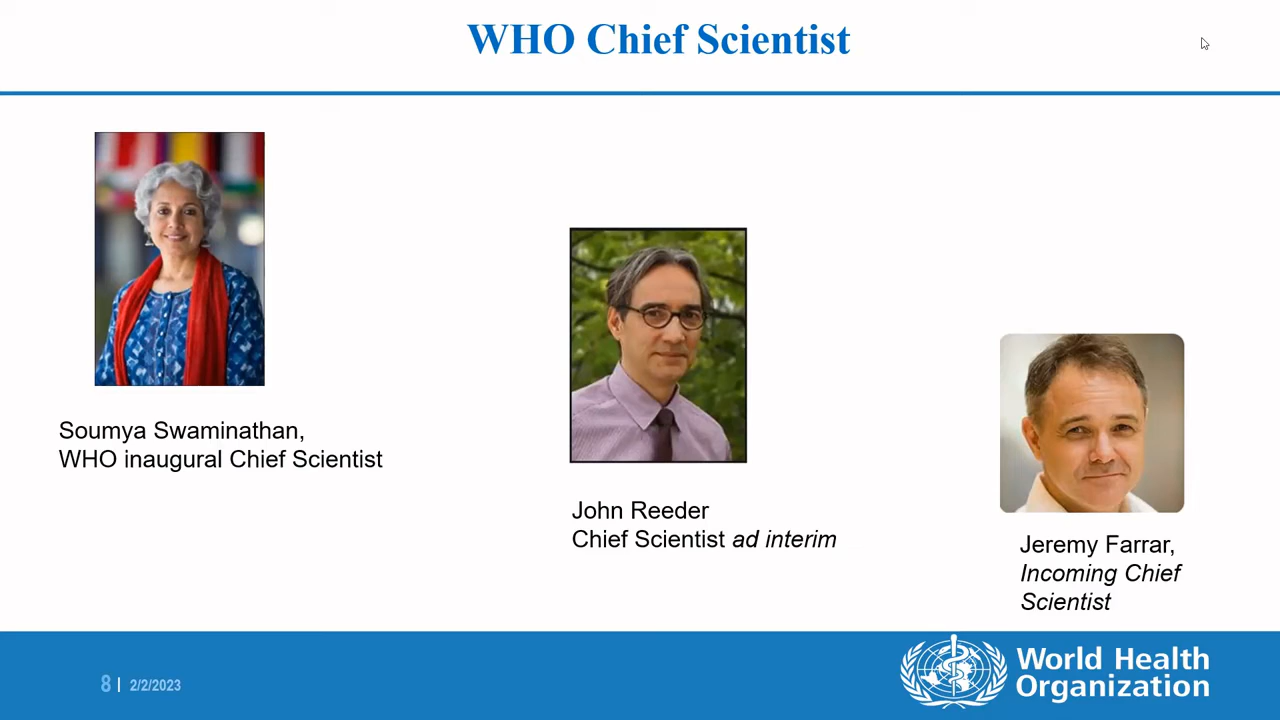 WHO Chief Scientist
Soumya Swaminathan,
WHO inaugural Chief Scientist
John Reeder
Chief Scientist ad interim
Jeremy Farrar,
Incoming Chief
Scientist
8 | 2/2/2023
World Health
Organization